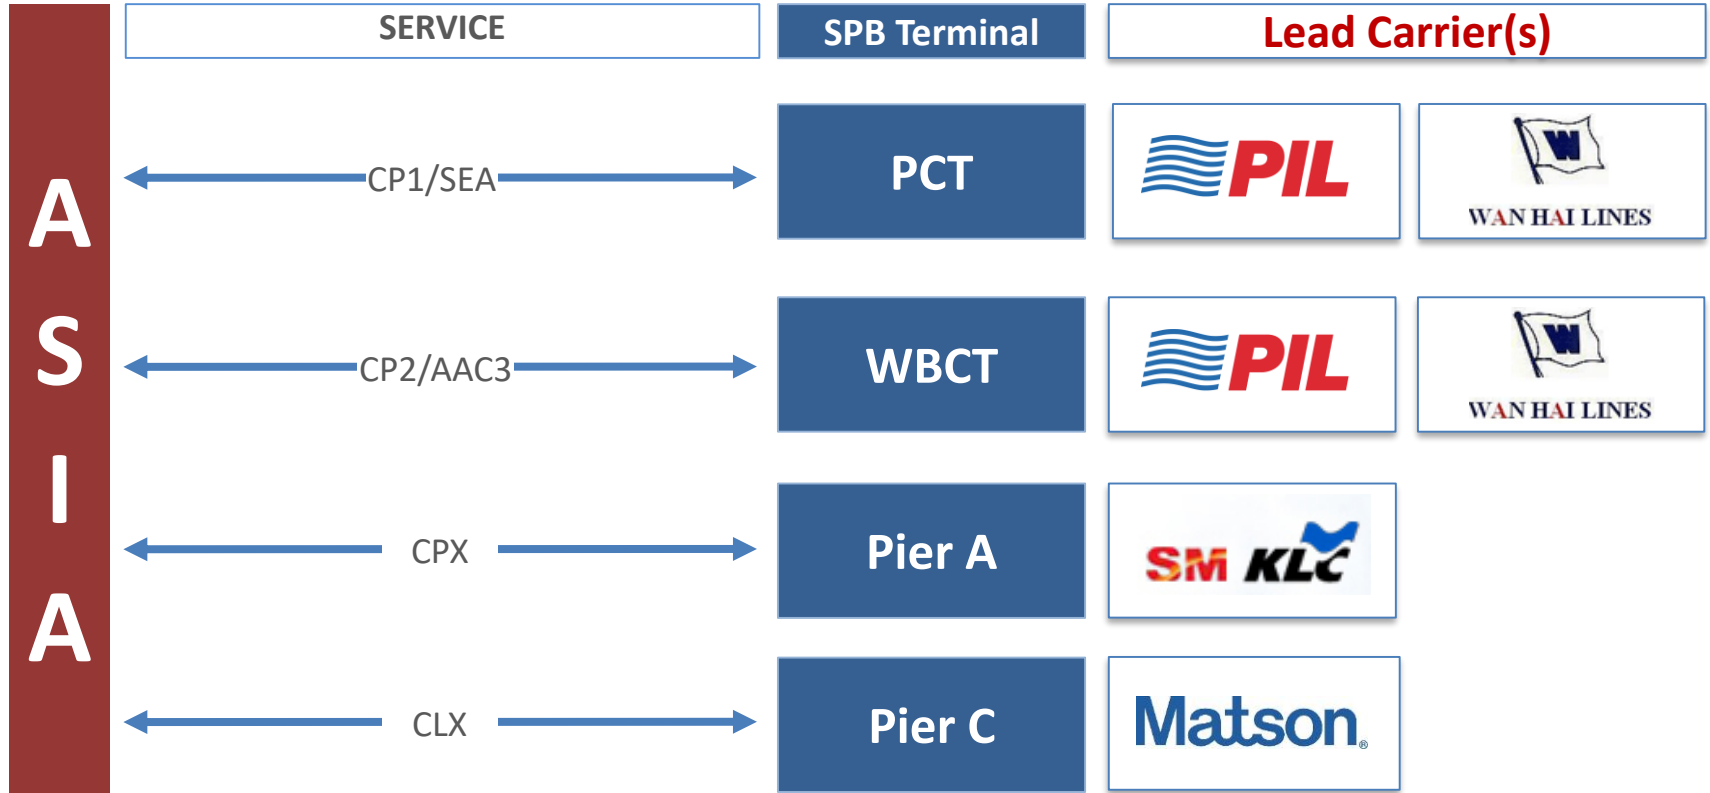 SERVICE
SPB Terminal
Lead Carrier(s)
ASIA
CP1/SEA
PCT
PIL
W
WAN HAI LINES
CP2/AAC3
WBCT
PIL
W
WAN HAI LINES
CPX
Pier A
SM KLC
CLX
Pier C
Matson®